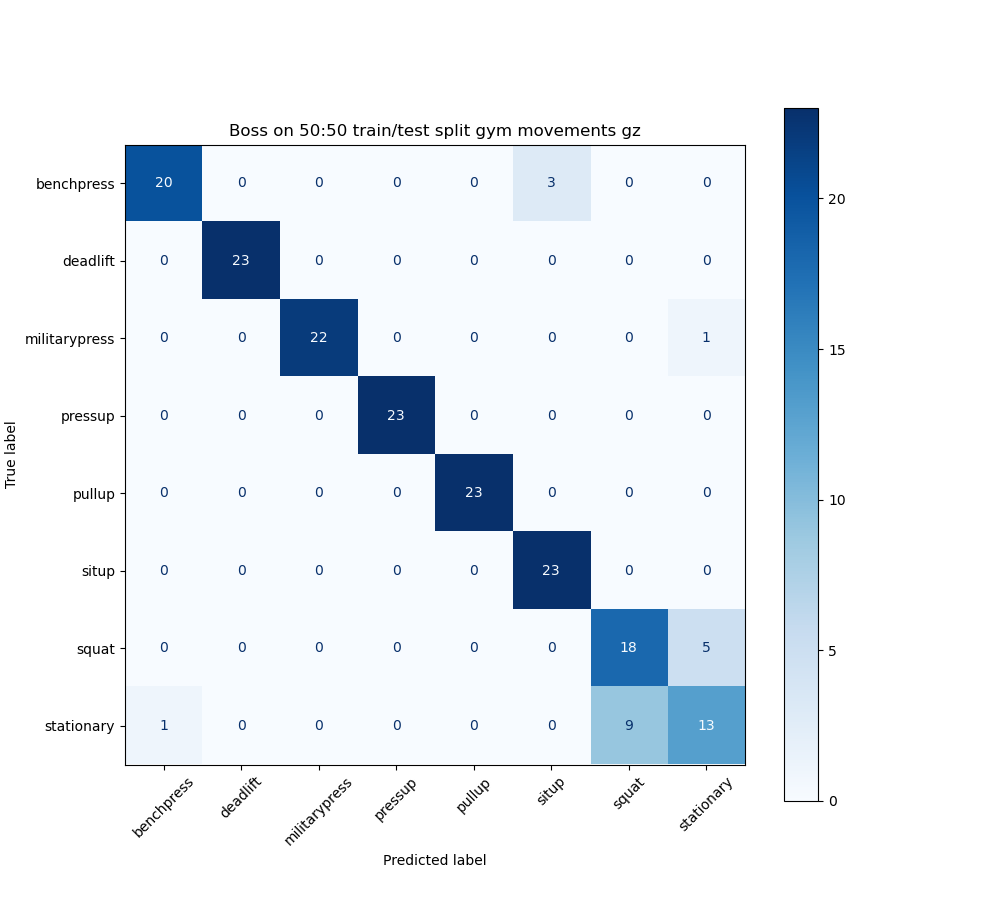 Boss on 50:50 train/test split gym movements gz
benchpress 20 0 0 0 0 3 0 0
deadlift 0 23 0 0 0 0 0 0
militarypress 0 0 22 0 0 0 0 1
pressup 0 0 0 23 0 0 0 0
pullup 0 0 0 0 23 0 0 0
situp 0 0 0 0 0 23 0 0
squat 0 0 0 0 0 0 18 5
stationary 1 0 0 0 0 0 9 13
True label
benchpress deadlift militarypress pressup pullup situp squat stationary
Predicted label
20
15
10
5
0